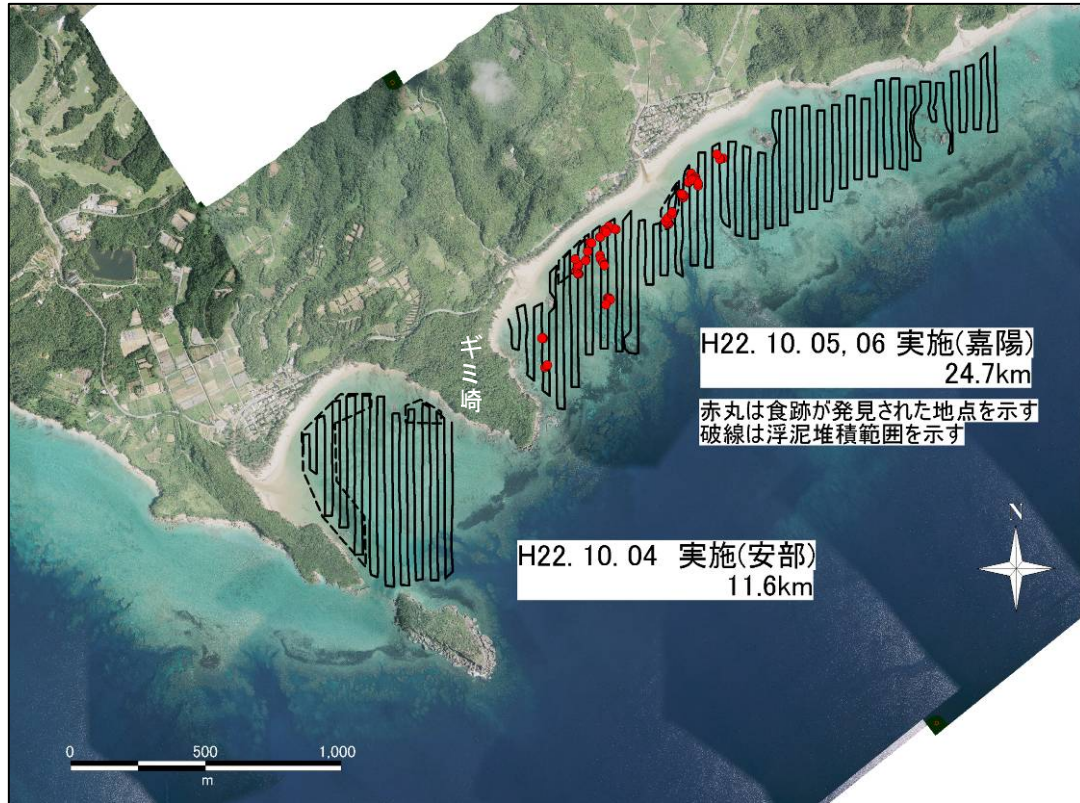 ギミ崎
H22.10.05,06 実施(嘉陽)
24.7km
赤丸は食跡が発見された地点を示す
破線は浮泥堆積範囲を示す
H22.10.04 実施(安部)
11.6km
N
0 500 1,000
m